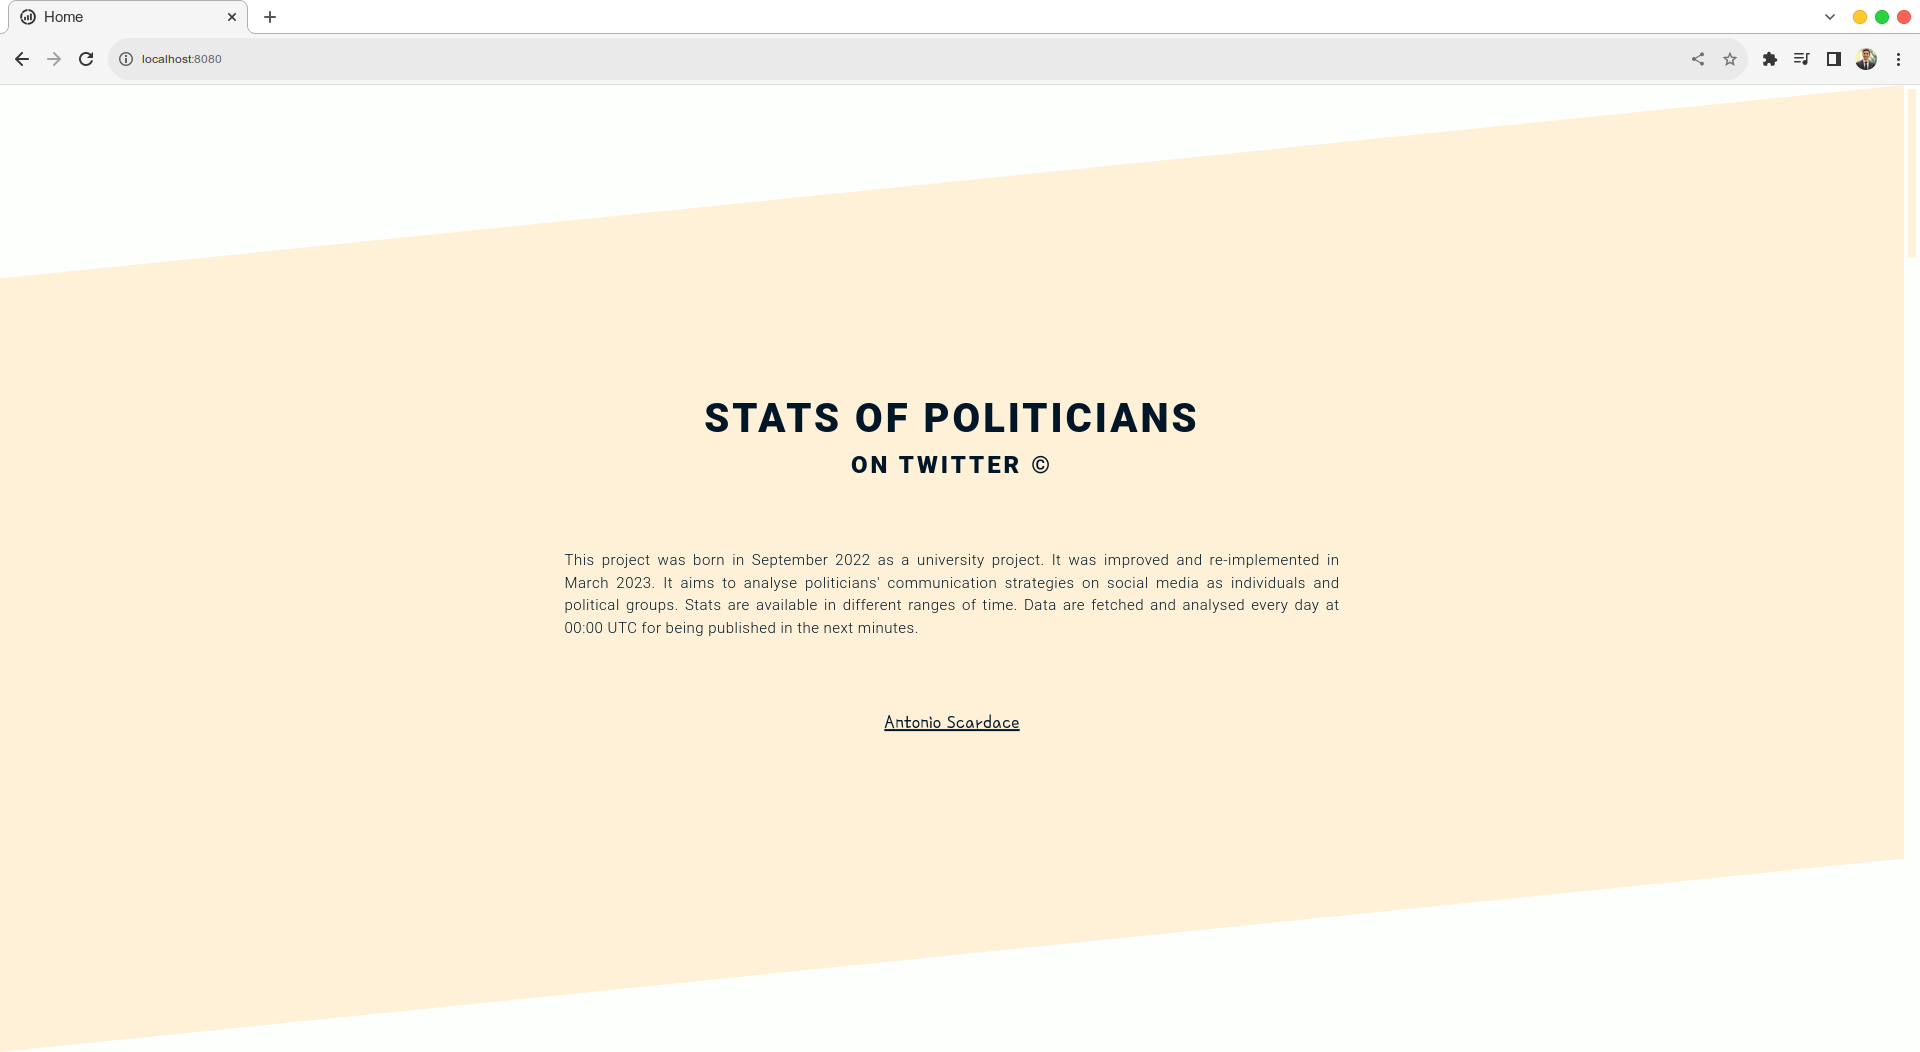 Home
localhost:8080
STATS OF POLITICIANS
ON TWITTER ©
This project was born in September 2022 as a university project. It was improved and re-implemented in
March 2023. It aims to analyse politicians' communication strategies on social media as individuals and
political groups. Stats are available in different ranges of time. Data are fetched and analysed every day at
00:00 UTC for being published in the next minutes.
Antonio Scardace